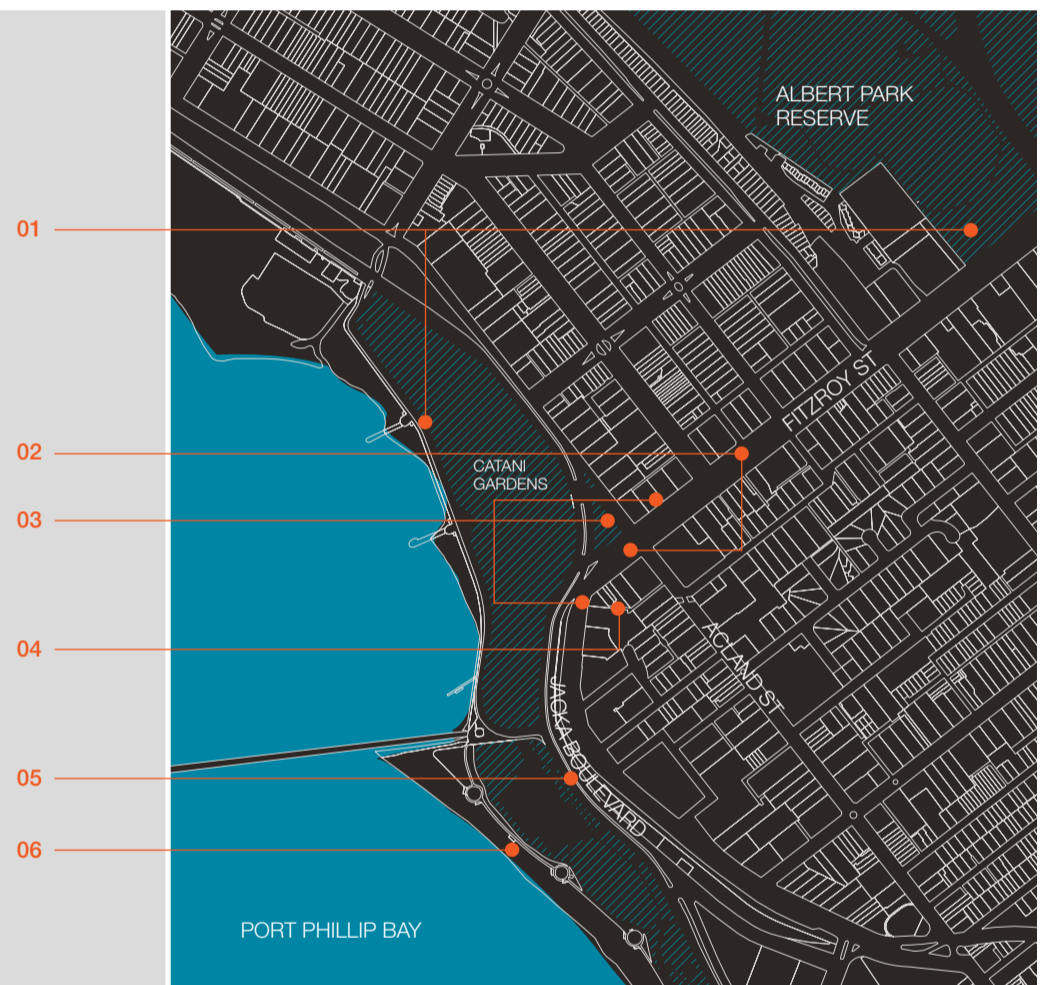 ALBERT PARK
RESERVE
01
FITZROY ST
02
CATANI
GARDENS
03
04
ACLAND ST
JACKA BOULEVARD
05
06
PORT PHILLIP BAY